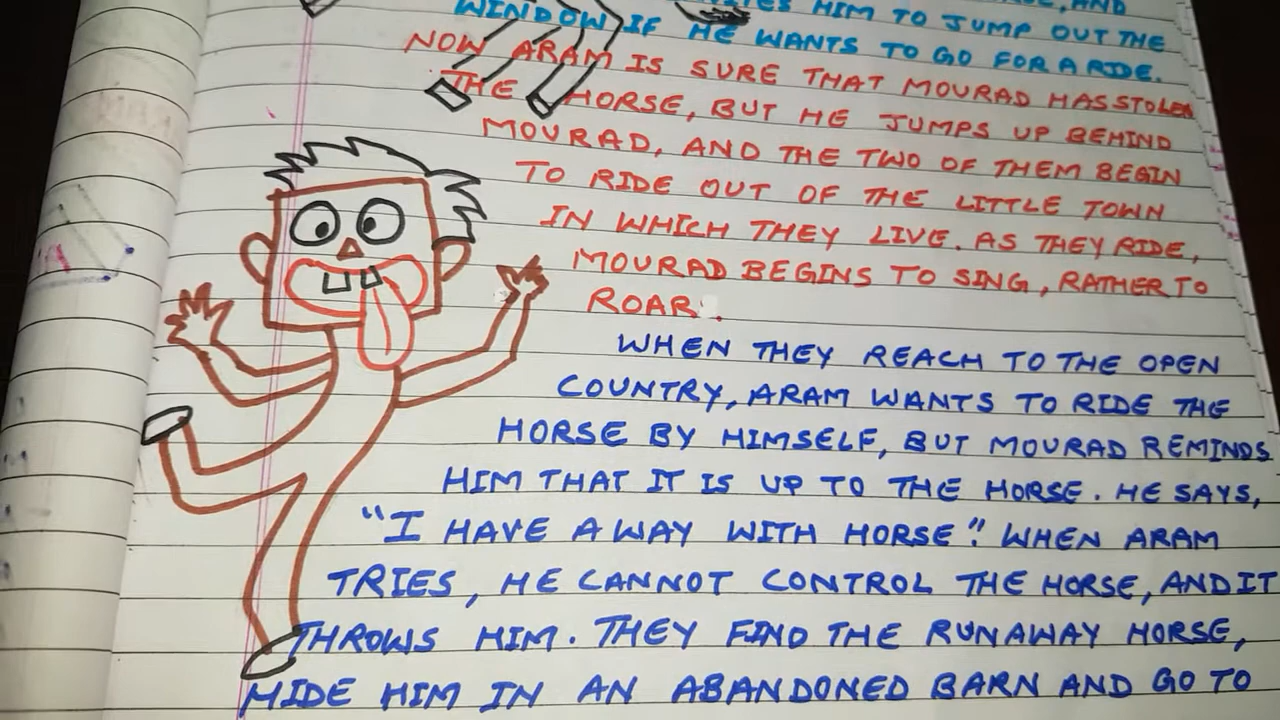 HIM TO JUMP OUT THE
WINDOW IF HE WANTS TO GO FOR A RIDE.
NOW ARAM IS SURE THAT MOURAD HAS STOLEN
THE HORSE, BUT HE JUMPS UP BEHIND
MOURAD, AND THE TWO OF THEM BEGIN
TO RIDE OUT OF THE LITTLE TOWN
IN WHICH THEY LIVE. AS THEY RIDE,
MOURAD BEGINS TO SING, RATHER TO
ROAR.
WHEN THEY REACH TO THE OPEN
COUNTRY, ARAM WANTS TO RIDE THE
HORSE BY HIMSELF, BUT MOURAD REMINDS
HIM THAT IT IS UP TO THE HORSE. HE SAYS,
"I HAVE A WAY WITH HORSE". WHEN ARAM
TRIES, HE CANNOT CONTROL THE HORSE, AND IT
THROWS HIM. THEY FIND THE RUNAWAY HORSE,
HIDE HIM IN AN ABANDONED BARN AND GO TO